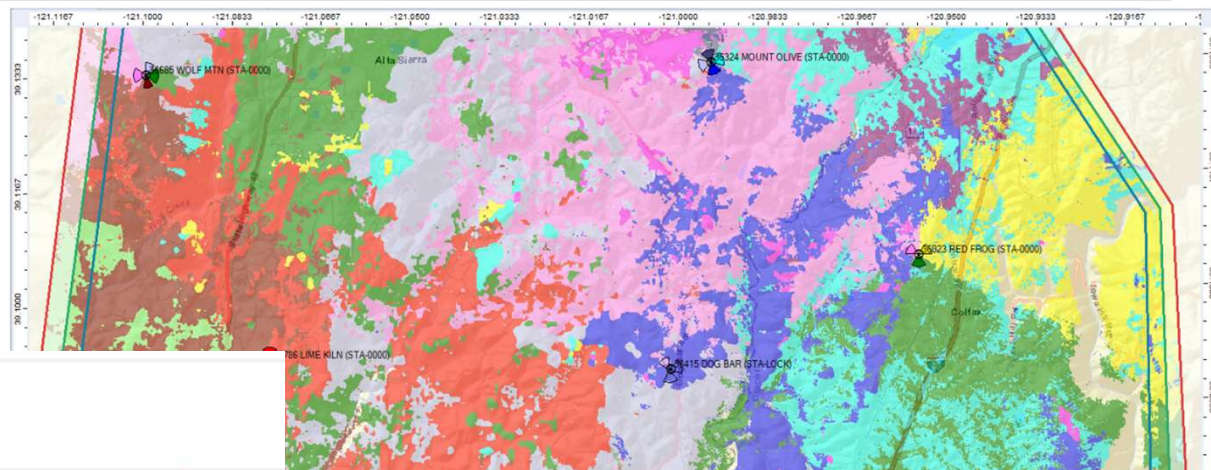 -121.1167 -121.1000 -121.0833 -121.0667 -121.0500 -121.0333 -121.0167 -121.0000 -120.9833 -120.9667 -120.9500 -120.9333 -120.9167
Alta Sierra
MOUNT OLIVE (STA-0000)
WOLF MTN (STA-0000)
39.1333
39.1167
RED FROG (STA-0000)
39.1000
Colfax
786 LIME KILN (STA-0000)
DOG BAR (STA-LOCK)